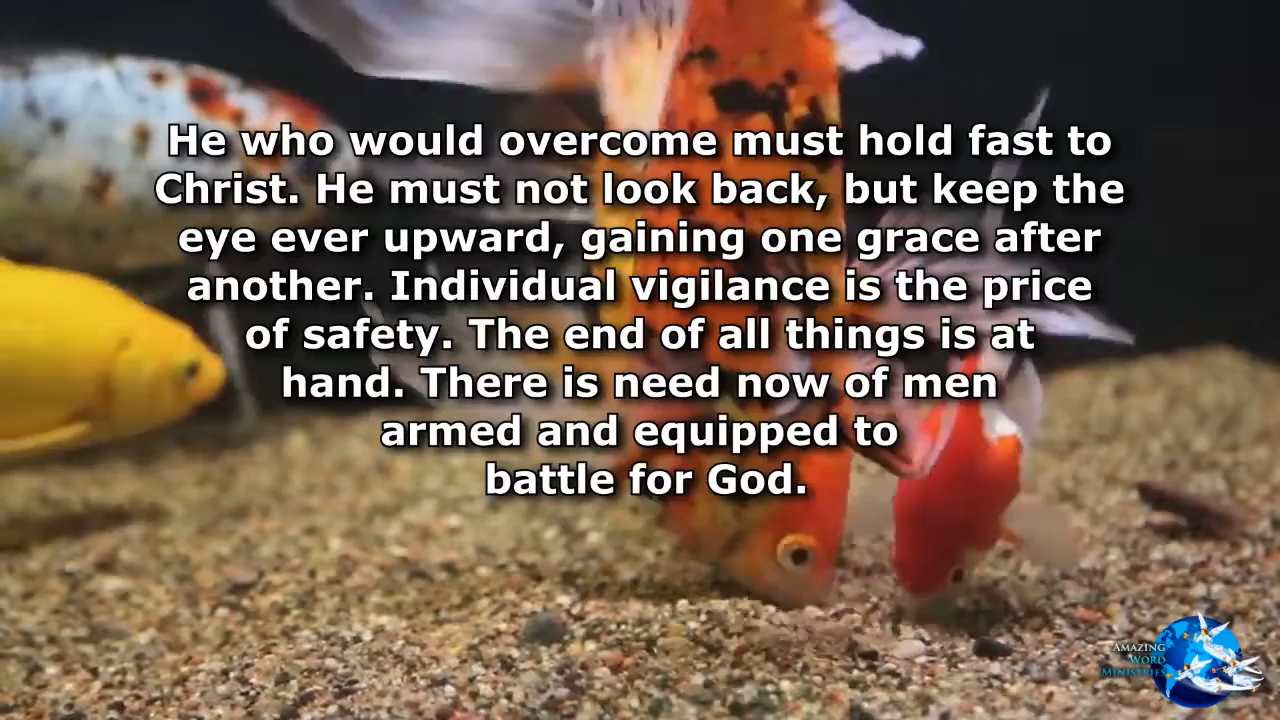 He who would overcome must hold fast to
Christ. He must not look back, but keep the
eye ever upward, gaining one grace after
another. Individual vigilance is the price
of safety. The end of all things is at
hand. There is need now of men
armed and equipped to
battle for God.
AMAZING
WORD
MINISTRIES